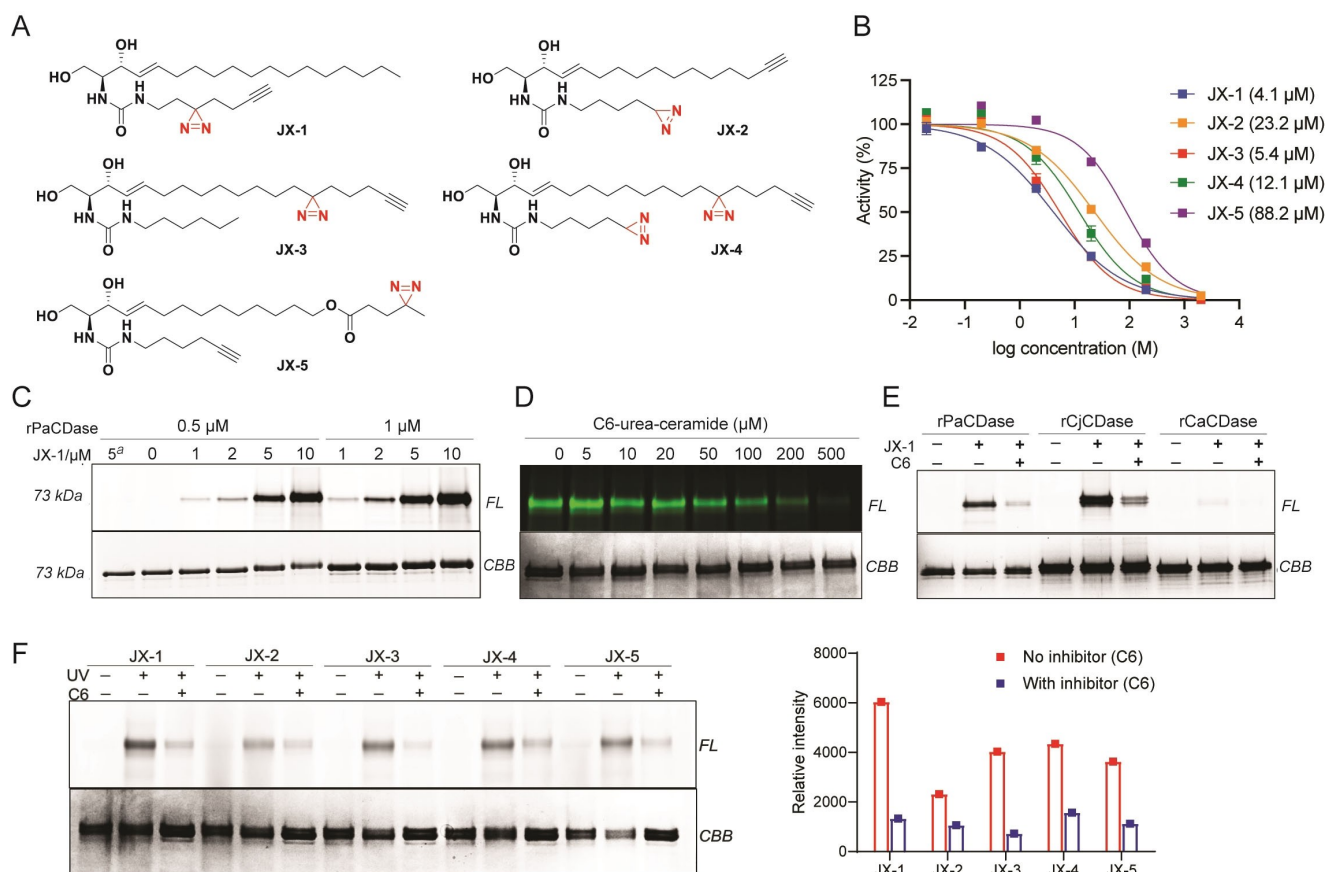 A
OH
HO
N
H
H
N
O
N=N
JX-1
OH
HO
N
H
H
N
O
N
N
JX-2
OH
HO
N
H
H
N
O
N=N
JX-3
OH
HO
N
H
H
N
O
N
N
N=N
JX-4
OH
HO
N
H
H
N
O
O
O
N=N
JX-5
B
Activity (%)
125
100
75
50
25
0
-2 -1 0 1 2 3 4
log concentration (M)
JX-1 (4.1 µM)
JX-2 (23.2 µM)
JX-3 (5.4 µM)
JX-4 (12.1 µM)
JX-5 (88.2 µM)
C
rPaCDase 0.5 µM 1 µM
JX-1/µM 5a 0 1 2 5 10 1 2 5 10
73 kDa FL
73 kDa CBB
D
C6-urea-ceramide (µM)
0 5 10 20 50 100 200 500
FL
CBB
E
rPaCDase rCjCDase rCaCDase
JX-1 – + + – + + – + +
C6 – – + – – + – – +
FL
CBB
F
JX-1 JX-2 JX-3 JX-4 JX-5
UV – + + – + + – + + – + + – + +
C6 – – + – – + – – + – – + – – +
FL
CBB
Relative intensity
8000
6000
4000
2000
0
No inhibitor (C6)
With inhibitor (C6)
JX-1 JX-2 JX-3 JX-4 JX-5